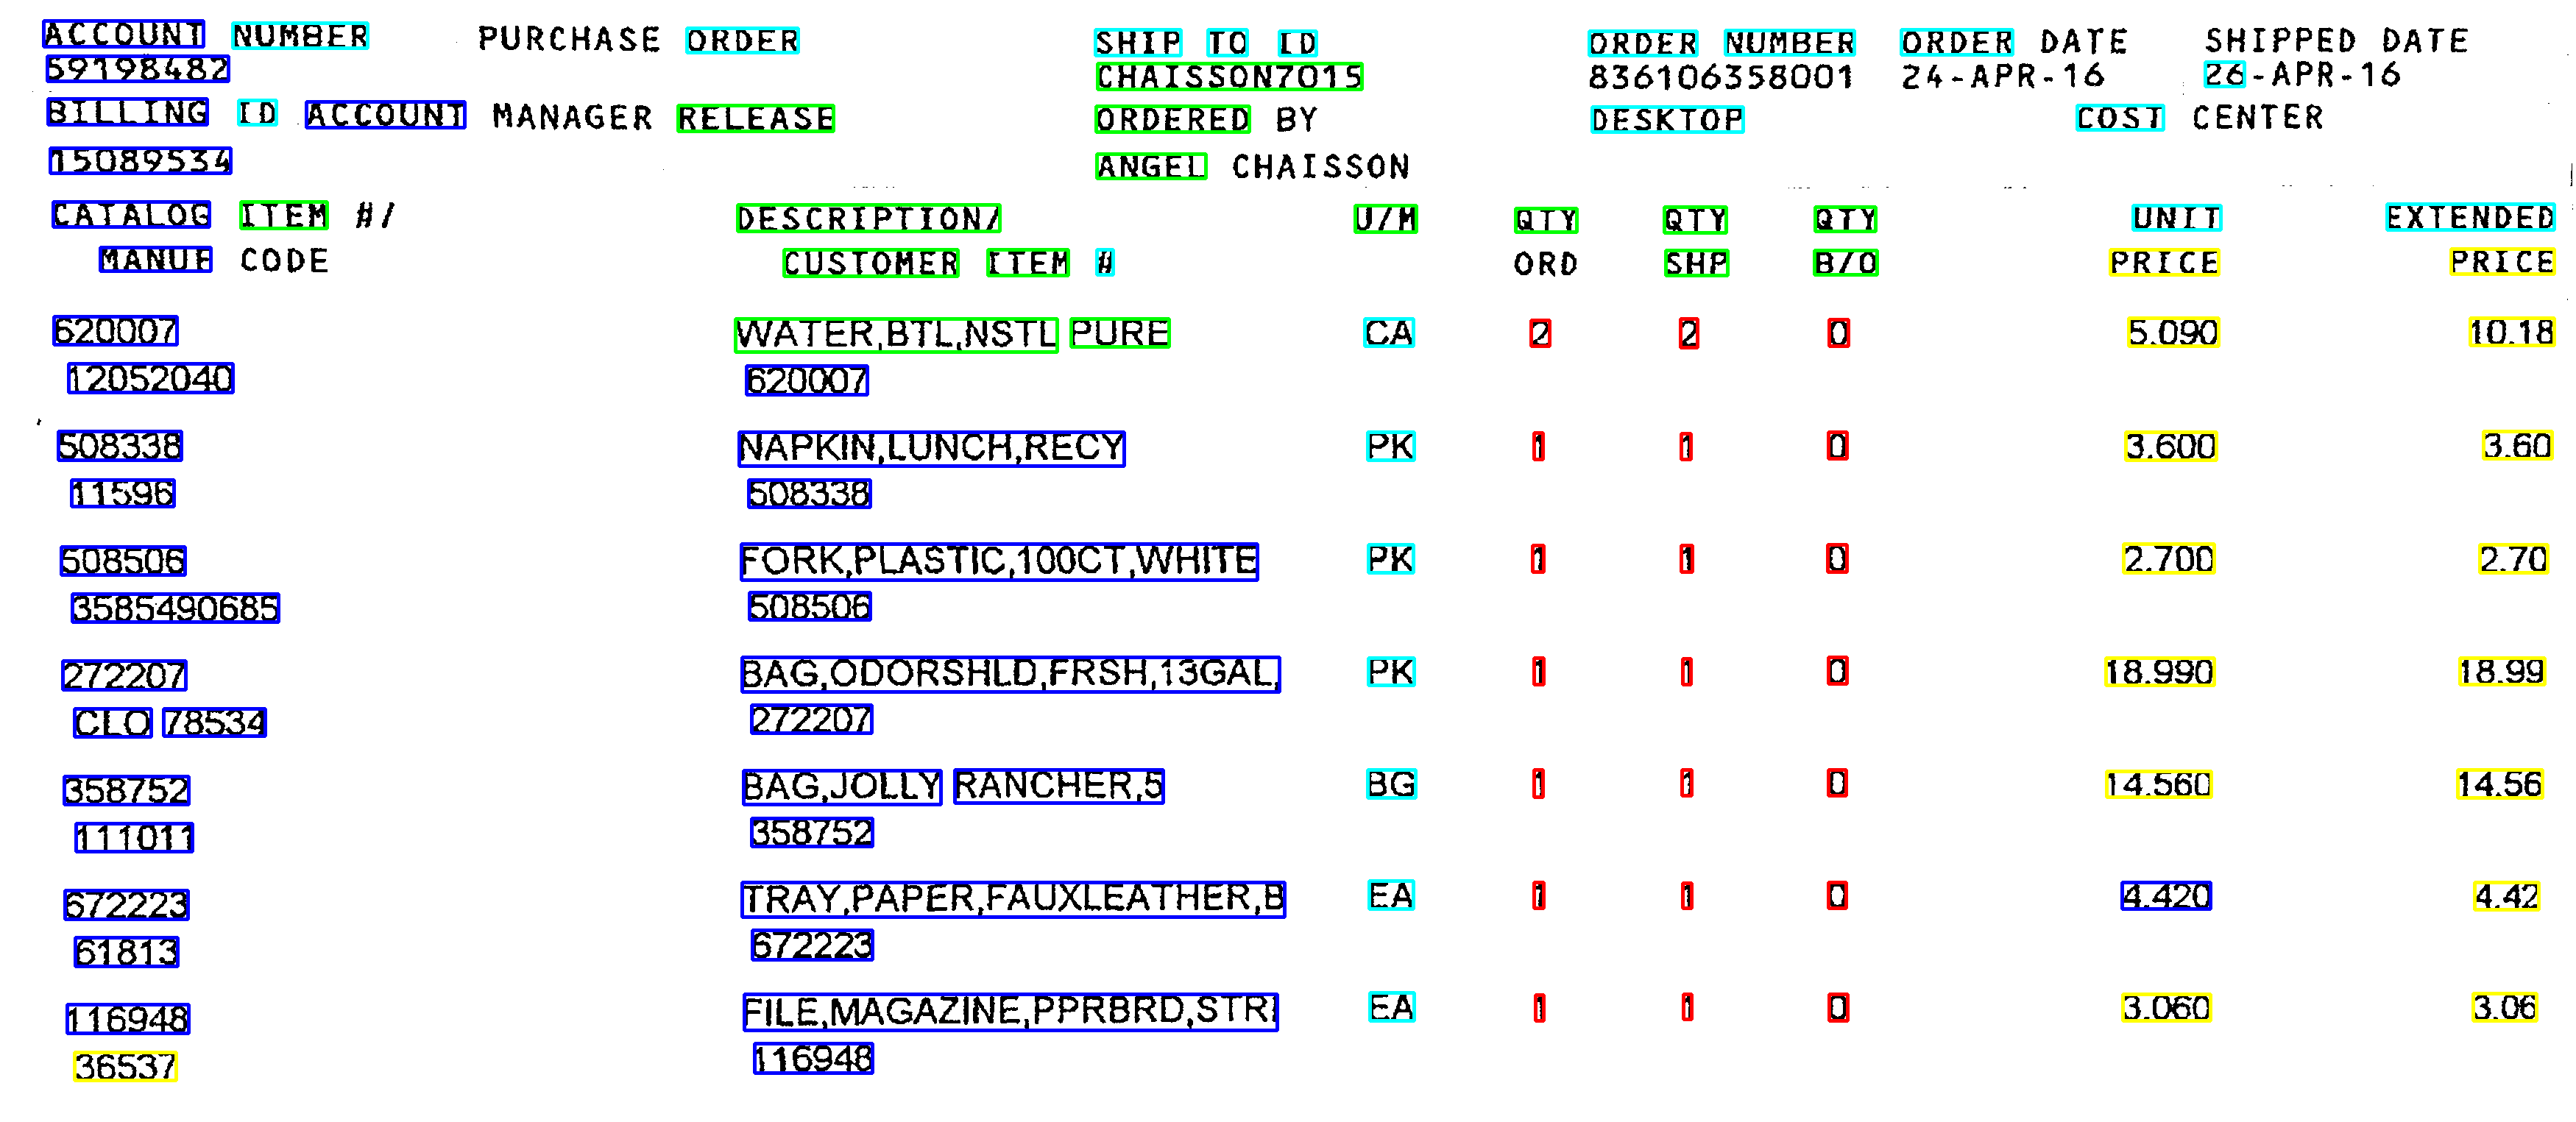 ACCOUNT NUMBER PURCHASE ORDER SHIP TO ID ORDER NUMBER ORDER DATE SHIPPED DATE
59198482 CHAISSON7015 836106358001 24-APR-16 26-APR-16
BILLING ID ACCOUNT MANAGER RELEASE ORDERED BY DESKTOP COST CENTER
15089534 ANGEL CHAISSON
CATALOG ITEM #/ DESCRIPTION/ U/M QTY QTY QTY UNIT EXTENDED
MANUF CODE CUSTOMER ITEM # ORD SHP B/O PRICE PRICE
620007 WATER,BTL,NSTL PURE CA 2 2 0 5.090 10.18
12052040 620007
508338 NAPKIN,LUNCH,RECY PK 1 1 0 3.600 3.60
11596 508338
508506 FORK,PLASTIC,100CT,WHITE PK 1 1 0 2.700 2.70
3585490685 508506
272207 BAG,ODORSHLD,FRSH,13GAL, PK 1 1 0 18.990 18.99
CLO 78534 272207
358752 BAG,JOLLY RANCHER,5 BG 1 1 0 14.560 14.56
111011 358752
672223 TRAY,PAPER,FAUXLEATHER,B EA 1 1 0 4.420 4.42
61813 672223
116948 FILE,MAGAZINE,PPRBRD,STRI EA 1 1 0 3.060 3.06
36537 116948